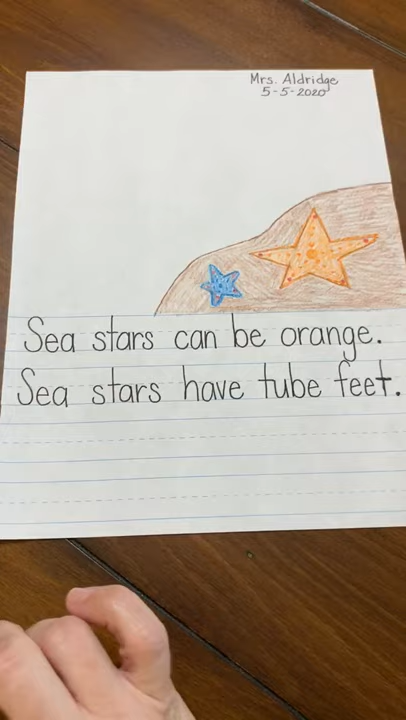 Mrs. Aldridge
5-5-2020
Sea stars can be orange.
Sea stars have tube feet.